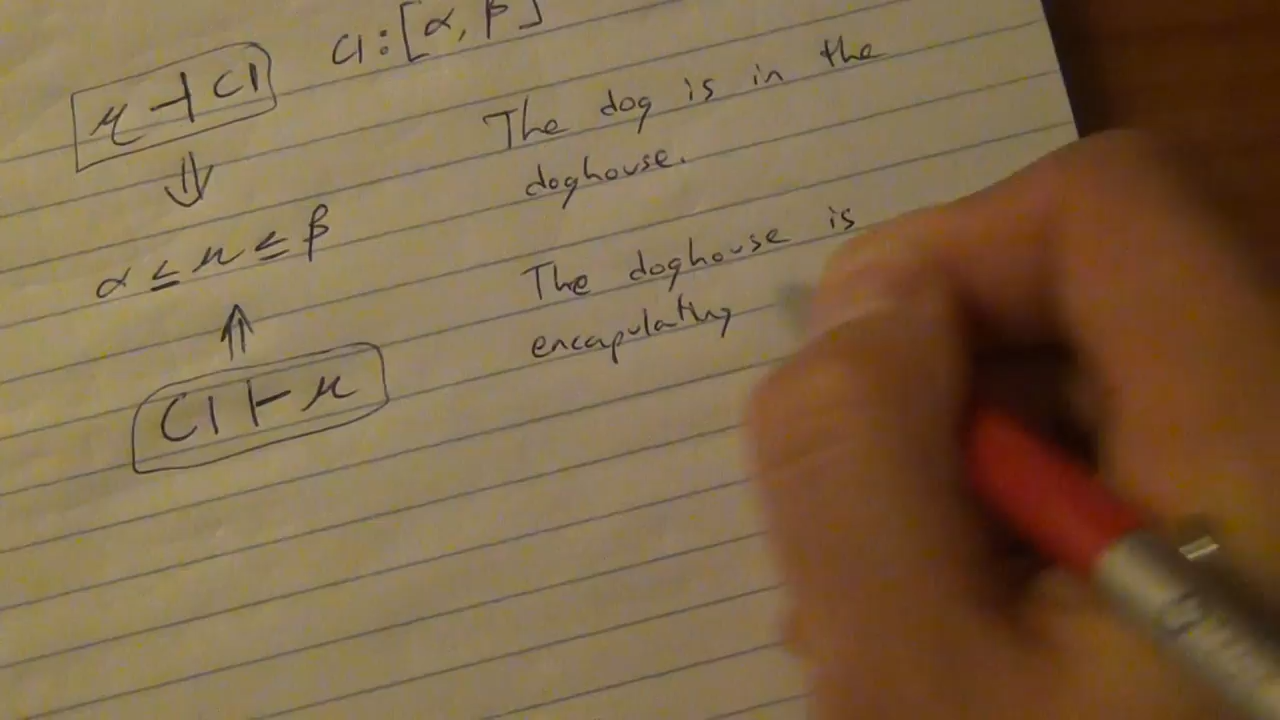 CI:[α, β]
μ ⊣ CI
⇓
α ≤ μ ≤ β
⇑
CI ⊢ μ
The dog is in the
doghouse.
The doghouse is
encapulating